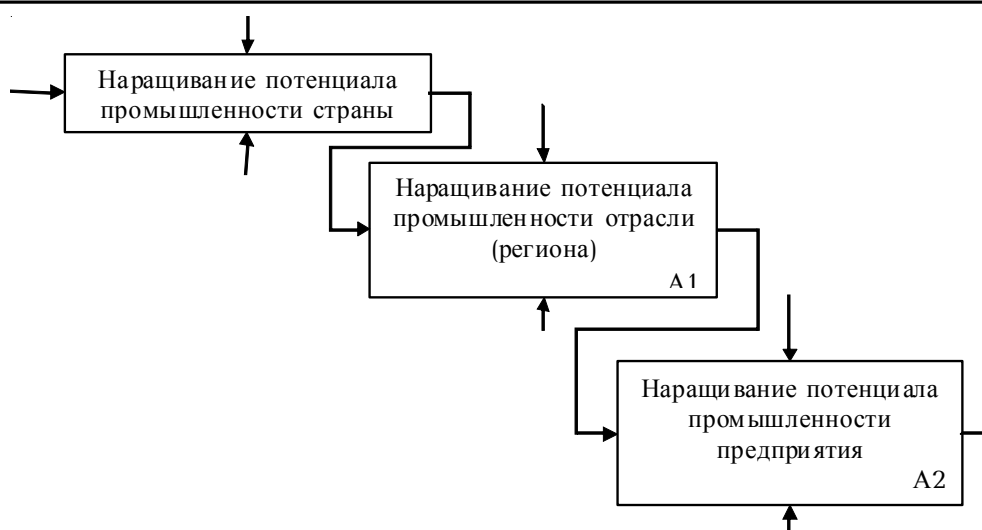 Наращивание потенциала
промышленности страны
Наращивание потенциала
промышленности отрасли
(региона)
А1
Наращивание потенциала
промышленности
предприятия
А2